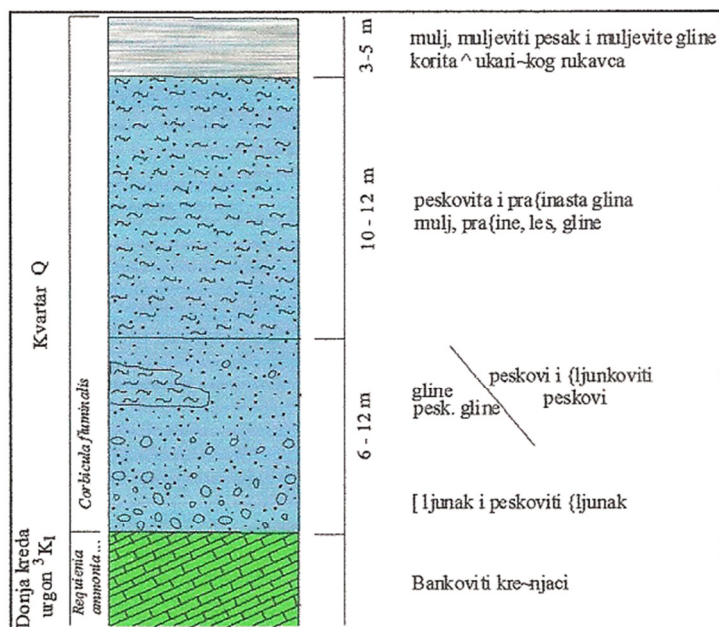 3-5 m
mulj, muljeviti pesak i muljevite gline
korita ^ ukari~kog rukavca
10 - 12 m
peskovita i pra{inasta glina
mulj, pra{ine, les, gline
Kvartar Q
Corbicula fluminalis
6 - 12 m
gline
pesk. gline
peskovi i {ljunkoviti
peskovi
[ ljunak i peskoviti {ljunak
Donja kreda
urgon ³K₁
Requienia
ammonia...
Bankoviti kre~njaci